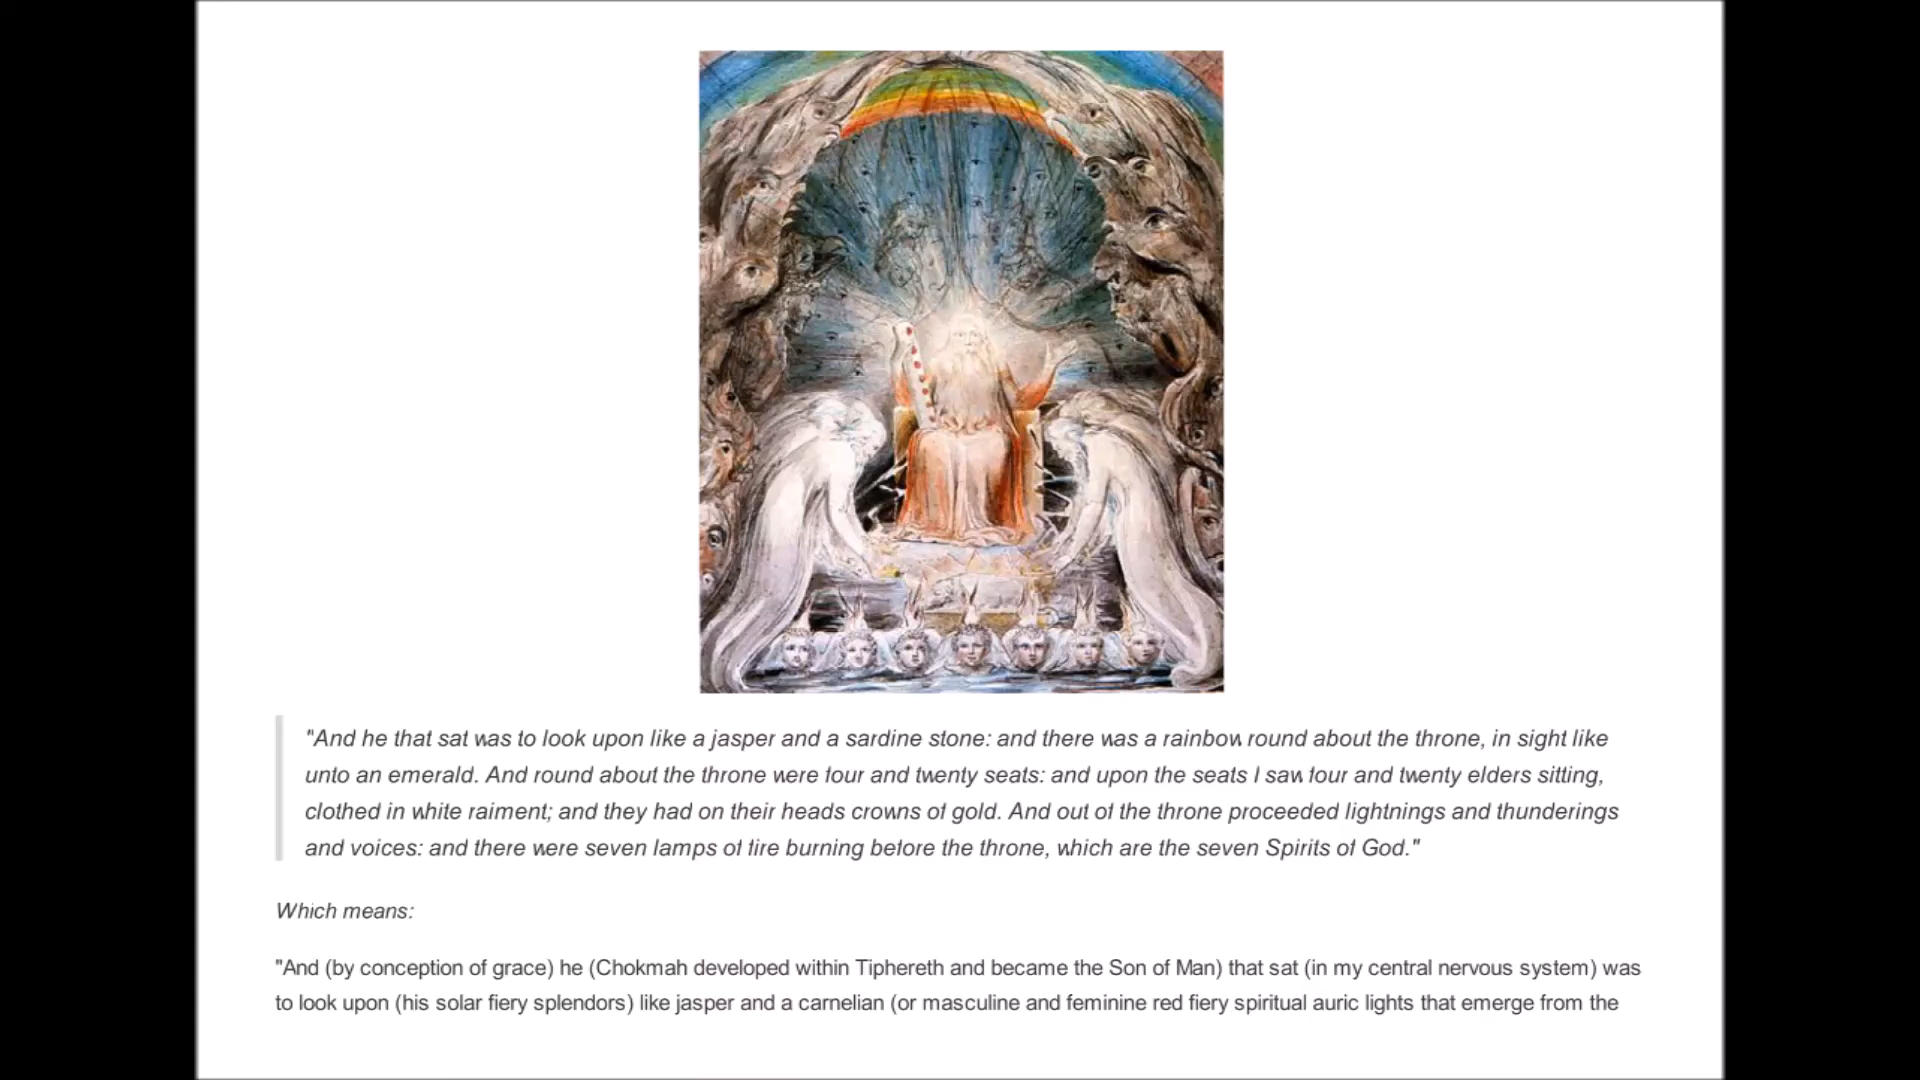 "And he that sat was to look upon like a jasper and a sardine stone: and there was a rainbow round about the throne, in sight like
unto an emerald. And round about the throne were four and twenty seats: and upon the seats I saw four and twenty elders sitting,
clothed in white raiment; and they had on their heads crowns of gold. And out of the throne proceeded lightnings and thunderings
and voices: and there were seven lamps of fire burning before the throne, which are the seven Spirits of God."
Which means:
"And (by conception of grace) he (Chokmah developed within Tiphereth and became the Son of Man) that sat (in my central nervous system) was
to look upon (his solar fiery splendors) like jasper and a carnelian (or masculine and feminine red fiery spiritual auric lights that emerge from the